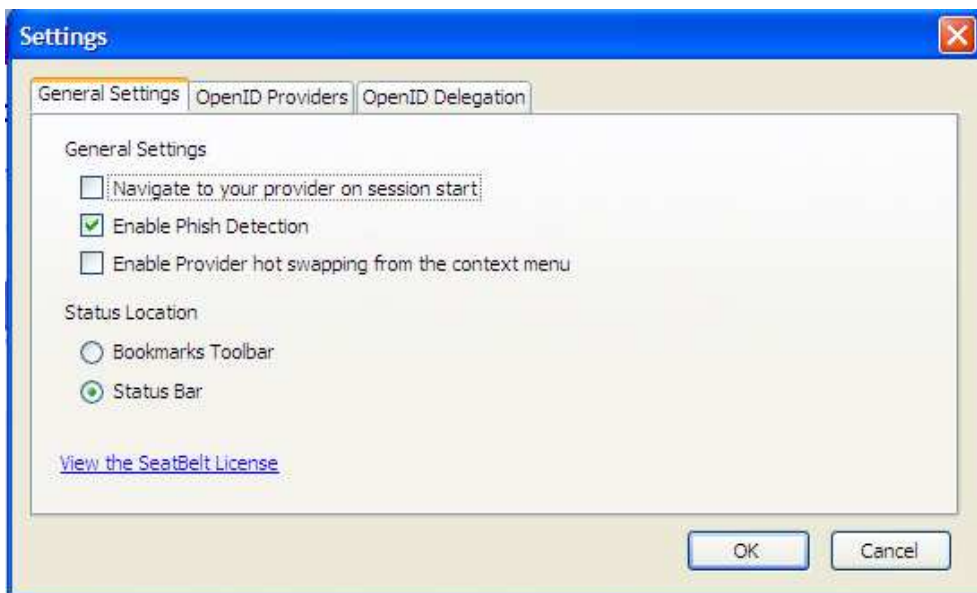 Settings
General Settings OpenID Providers OpenID Delegation
General Settings
Navigate to your provider on session start
Enable Phish Detection
Enable Provider hot swapping from the context menu
Status Location
Bookmarks Toolbar
Status Bar
View the SeatBelt License
OK Cancel